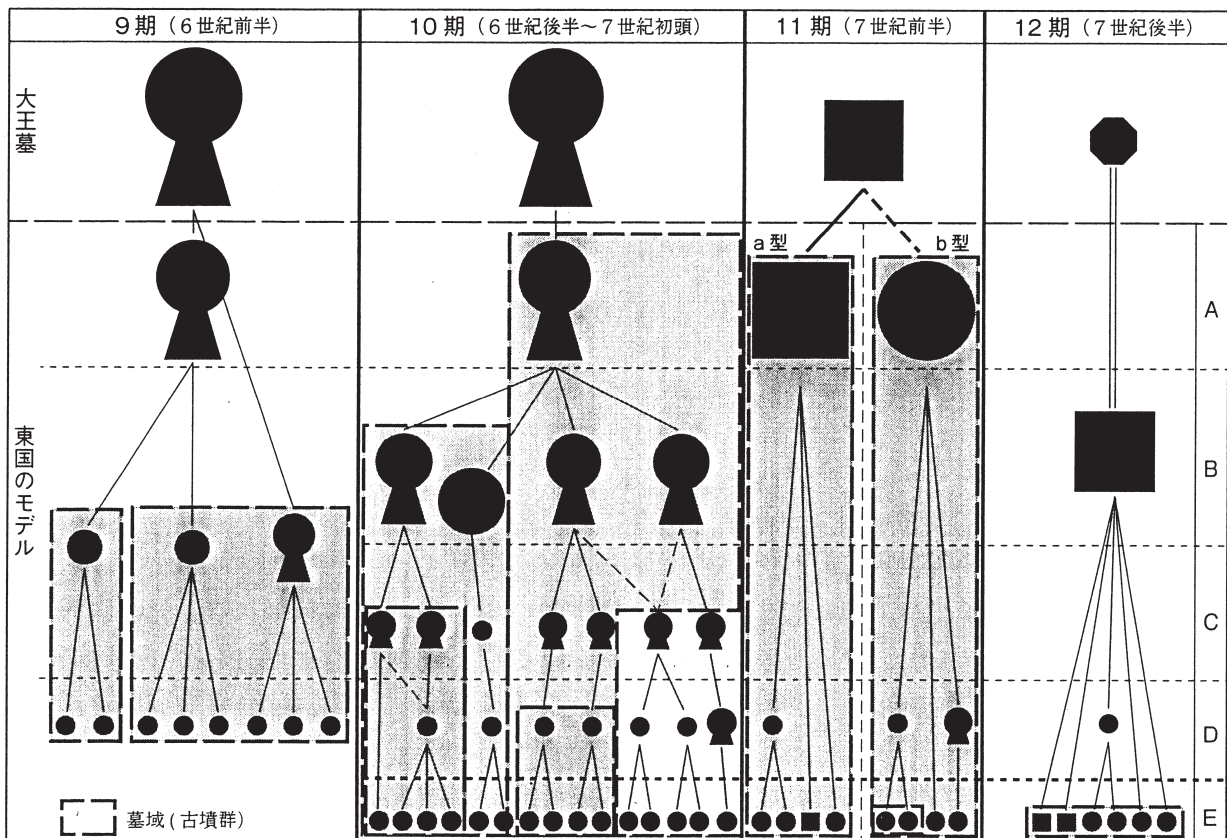 9期(6世紀前半)
10期(6世紀後半~7世紀初頭)
11期(7世紀前半)
12期(7世紀後半)
大王墓
a型
b型
A
東国のモデル
B
C
D
E
墓域(古墳群)